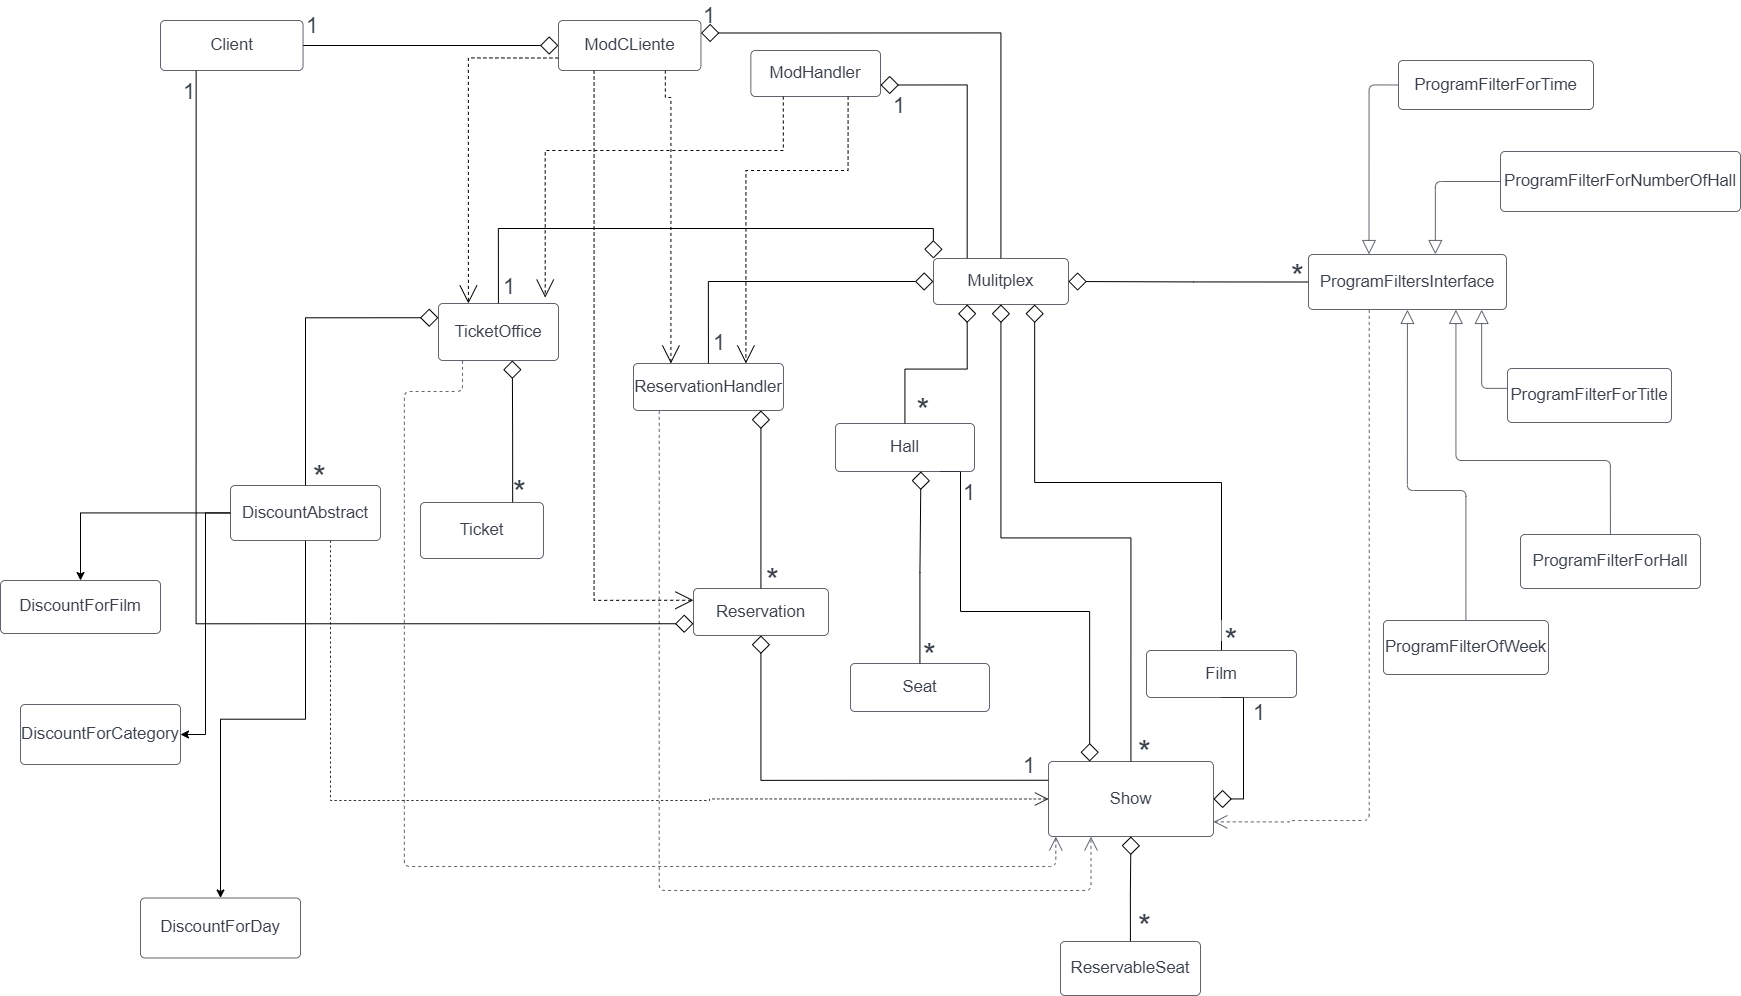 1
1
Client
ModCLiente
ModHandler
ProgramFilterForTime
1
1
ProgramFilterForNumberOfHall
*
Mulitplex
ProgramFiltersInterface
1
TicketOffice
1
ReservationHandler
ProgramFilterForTitle
*
Hall
*
*
1
DiscountAbstract
Ticket
ProgramFilterForHall
*
DiscountForFilm
Reservation
*
*
ProgramFilterOfWeek
Seat
Film
1
DiscountForCategory
*
1
Show
*
DiscountForDay
ReservableSeat